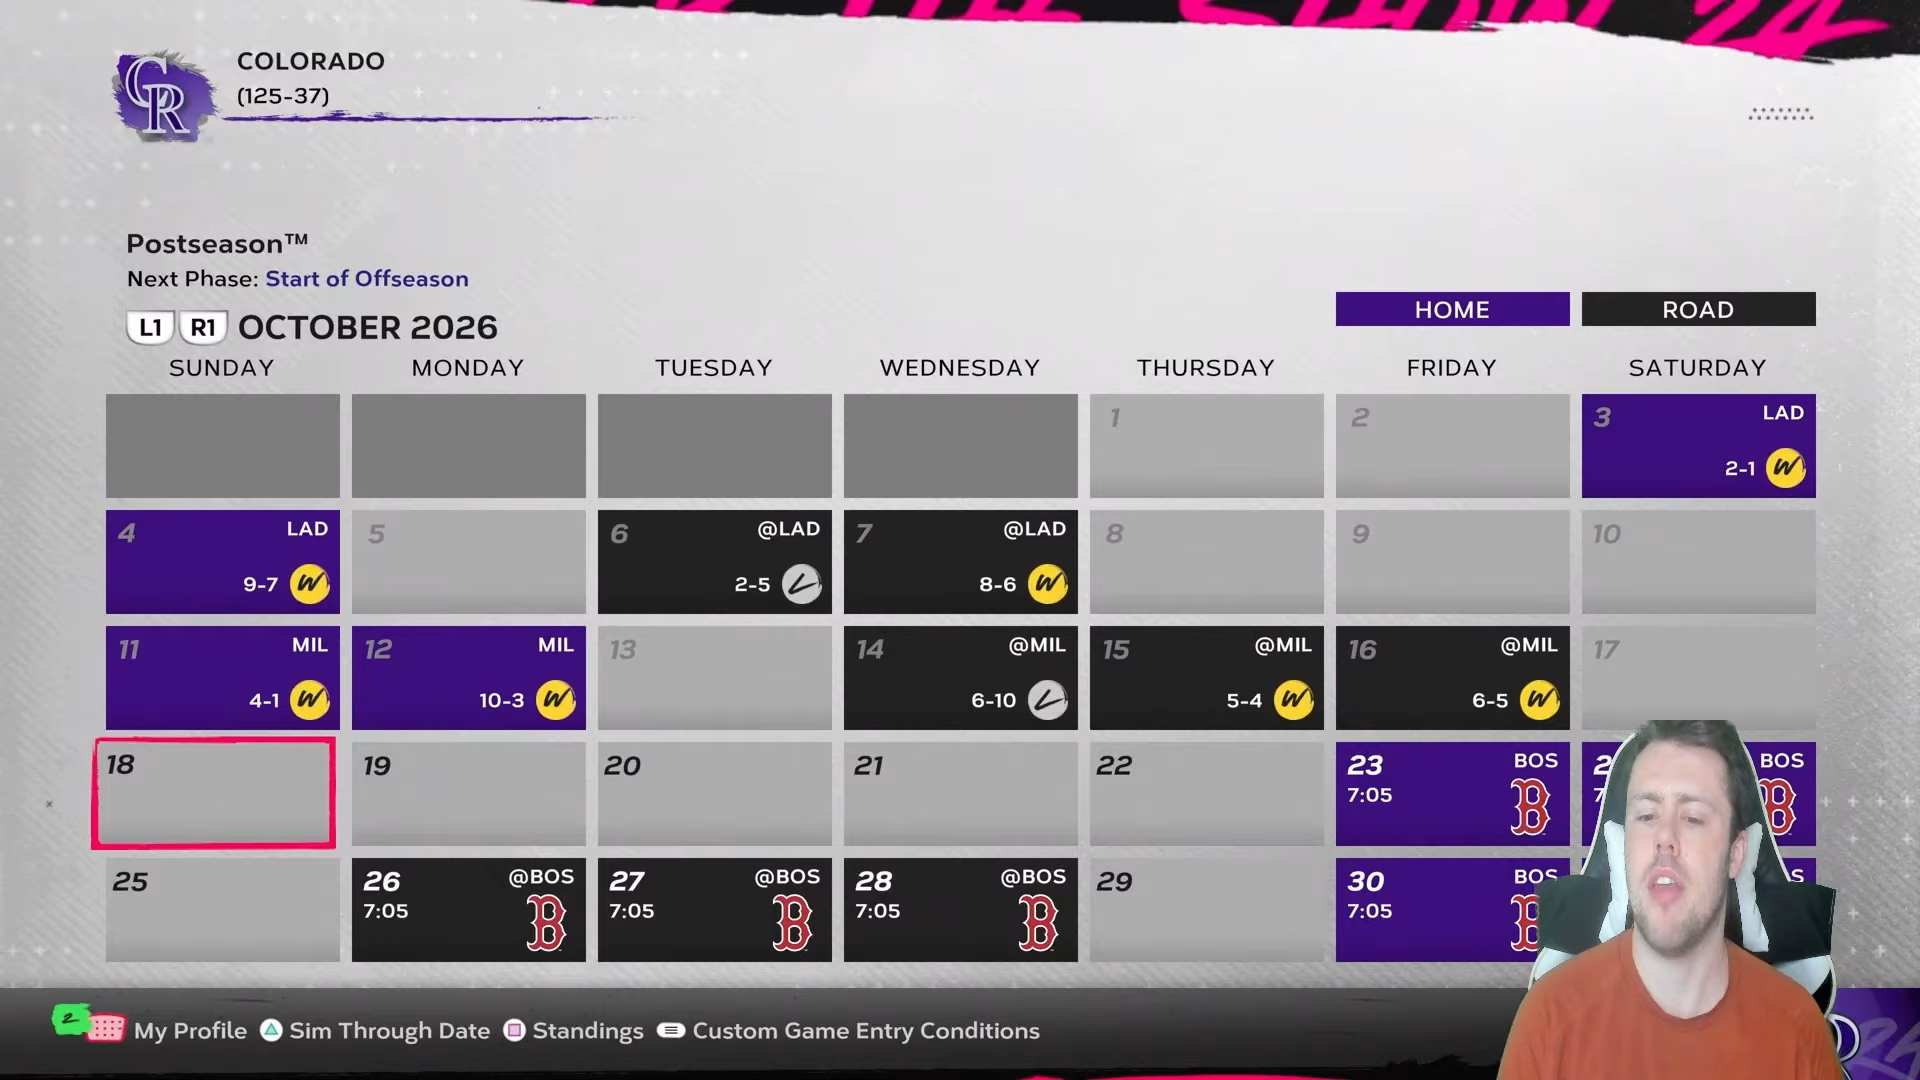 THE SHOW 24
CR
COLORADO
(125-37)
Postseason™
Next Phase: Start of Offseason
L1 R1 OCTOBER 2026
HOME ROAD
SUNDAY MONDAY TUESDAY WEDNESDAY THURSDAY FRIDAY SATURDAY
1 2 3 LAD
2-1 W
4 LAD 5 6 @LAD 7 @LAD 8 9 10
9-7 W 2-5 L 8-6 W
11 MIL 12 MIL 13 14 @MIL 15 @MIL 16 @MIL 17
4-1 W 10-3 W 6-10 L 5-4 W 6-5 W
18 19 20 21 22 23 BOS BOS
7:05 B B
25 26 @BOS 27 @BOS 28 @BOS 29 30 BOS
7:05 B 7:05 B 7:05 B 7:05 B
2 My Profile Sim Through Date Standings Custom Game Entry Conditions